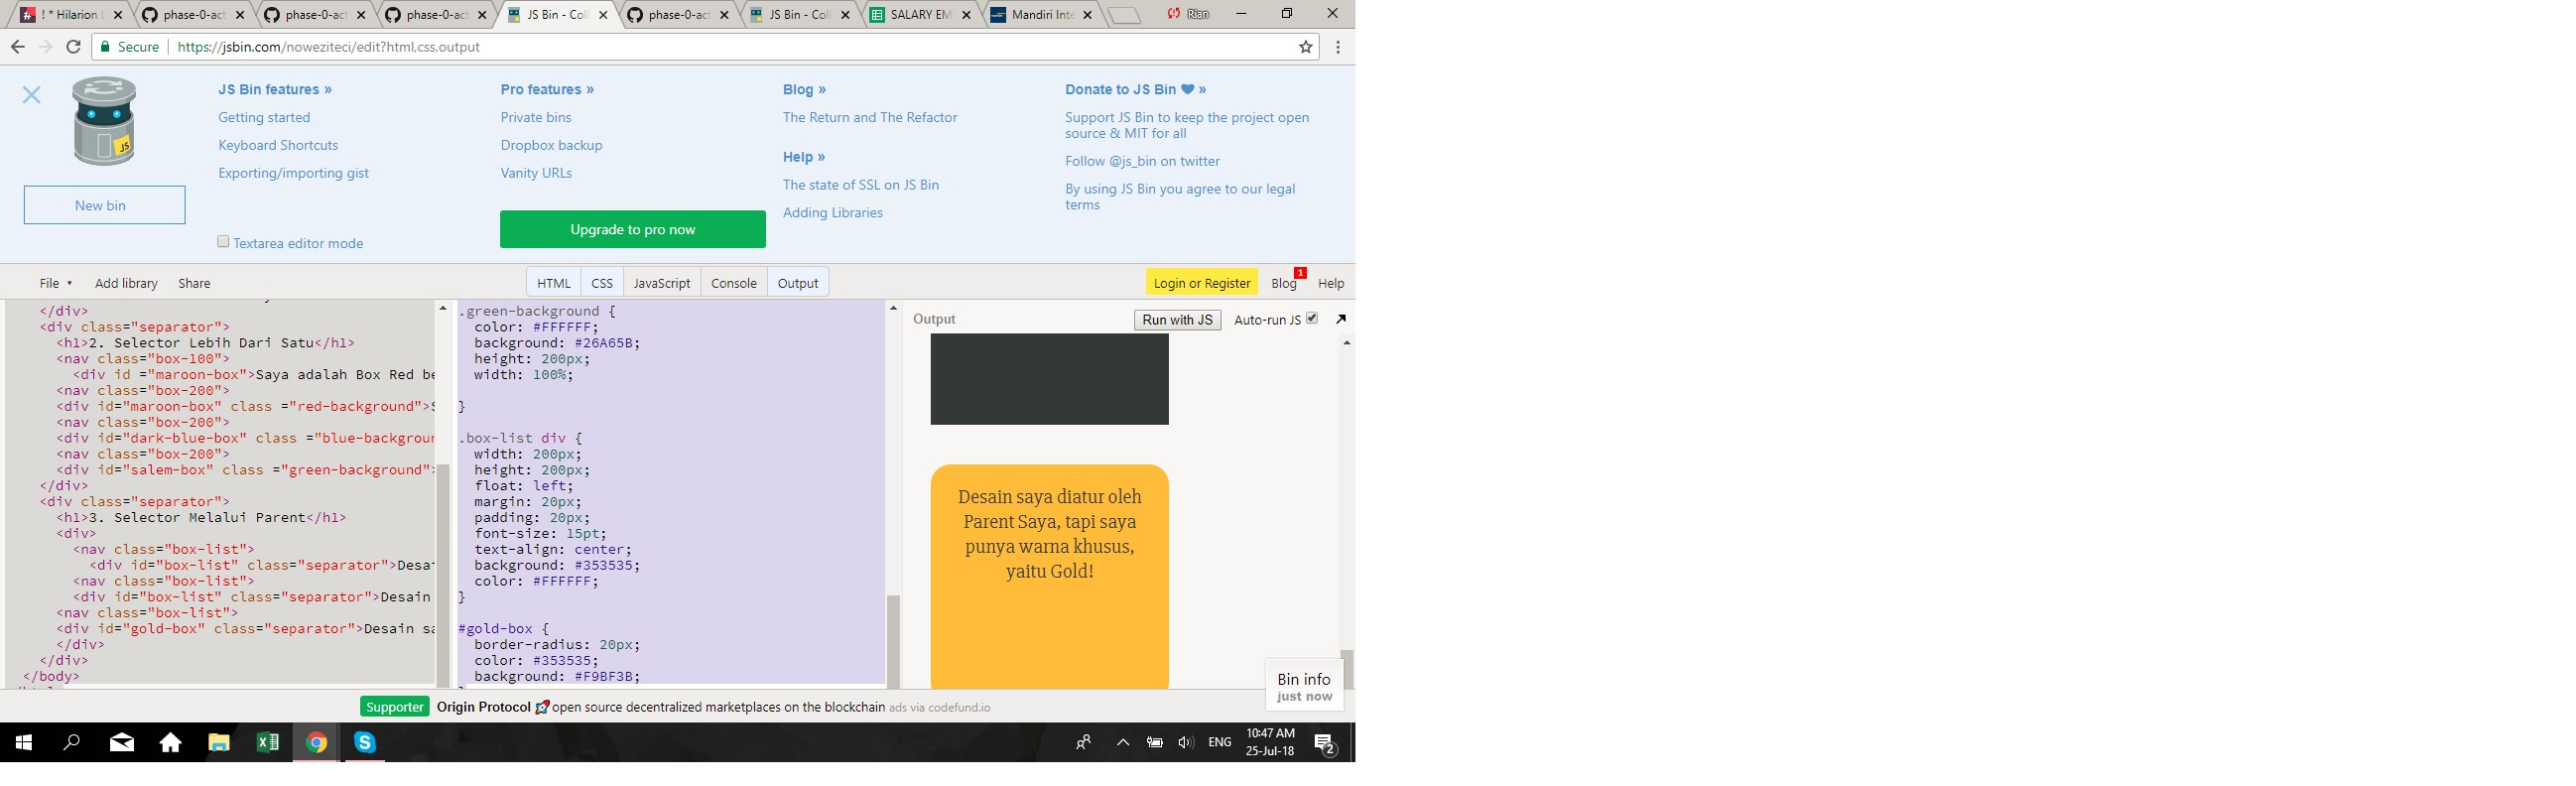 ! * Hilarion L
phase-0-act
phase-0-act
phase-0-act
JS Bin - Coll
phase-0-act
JS Bin - Coll
SALARY EM
Mandiri Inte
Rian
Secure
https://jsbin.com/noweziteci/edit?html,css,output
JS Bin features »
Getting started
Keyboard Shortcuts
Exporting/importing gist
Pro features »
Private bins
Dropbox backup
Vanity URLs
Blog »
The Return and The Refactor
Help »
The state of SSL on JS Bin
Adding Libraries
Donate to JS Bin ♥ »
Support JS Bin to keep the project open
source & MIT for all
Follow @js_bin on twitter
By using JS Bin you agree to our legal
terms
JS
New bin
Textarea editor mode
Upgrade to pro now
File
Add library
Share
HTML
CSS
JavaScript
Console
Output
Login or Register
Blog
1
Help
</div>
<div class="separator">
<h1>2. Selector Lebih Dari Satu</h1>
<nav class="box-100">
<div id ="maroon-box">Saya adalah Box Red be
<nav class="box-200">
<div id="maroon-box" class ="red-background">S
<nav class="box-200">
<div id="dark-blue-box" class ="blue-backgroun
<nav class="box-200">
<div id="salem-box" class ="green-background">
</div>
<div class="separator">
<h1>3. Selector Melalui Parent</h1>
<div>
<nav class="box-list">
<div id="box-list" class="separator">Desai
<nav class="box-list">
<div id="box-list" class="separator">Desain
<nav class="box-list">
<div id="gold-box" class="separator">Desain sa
</div>
</div>
</body>
.green-background {
color: #FFFFFF;
background: #26A65B;
height: 200px;
width: 100%;
}
.box-list div {
width: 200px;
height: 200px;
float: left;
margin: 20px;
padding: 20px;
font-size: 15pt;
text-align: center;
background: #353535;
color: #FFFFFF;
}
#gold-box {
border-radius: 20px;
color: #353535;
background: #F9BF3B;
Output
Run with JS
Auto-run JS
Desain saya diatur oleh
Parent Saya, tapi saya
punya warna khusus,
yaitu Gold!
Bin info
just now
Supporter
Origin Protocol 🚀 open source decentralized marketplaces on the blockchain ads via codefund.io
ENG
10:47 AM
25-Jul-18
2